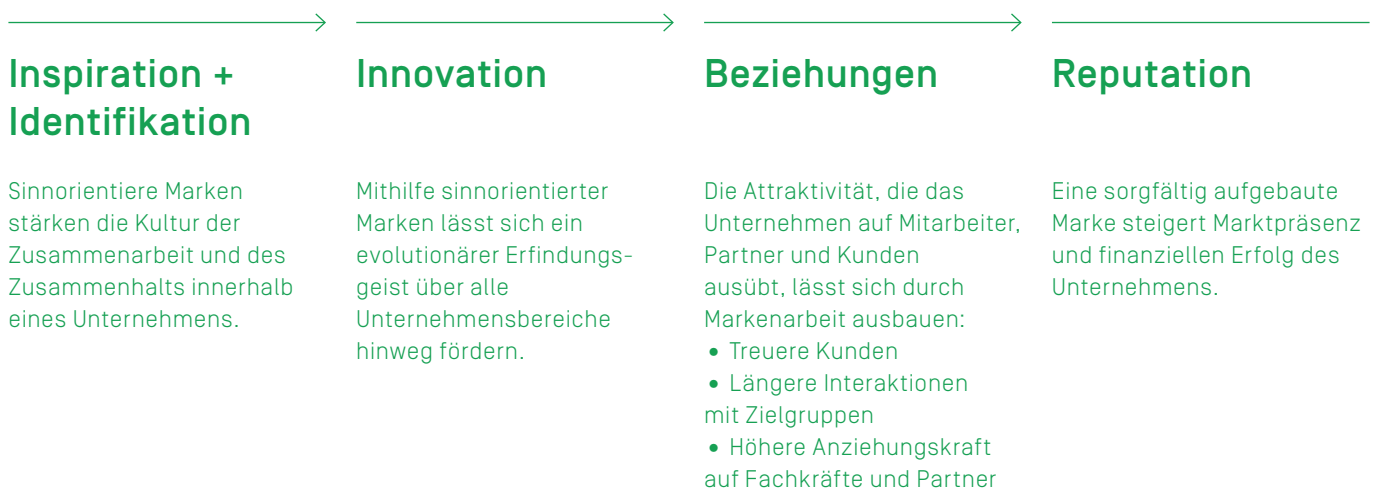 Inspiration +
Identifikation
Sinnorientiere Marken
stärken die Kultur der
Zusammenarbeit und des
Zusammenhalts innerhalb
eines Unternehmens.
Innovation
Mithilfe sinnorientierter
Marken lässt sich ein
evolutionärer Erfindungs-
geist über alle
Unternehmensbereiche
hinweg fördern.
Beziehungen
Die Attraktivität, die das
Unternehmen auf Mitarbeiter,
Partner und Kunden
ausübt, lässt sich durch
Markenarbeit ausbauen:
• Treuere Kunden
• Längere Interaktionen
mit Zielgruppen
• Höhere Anziehungskraft
auf Fachkräfte und Partner
Reputation
Eine sorgfältig aufgebaute
Marke steigert Marktpräsenz
und finanziellen Erfolg des
Unternehmens.